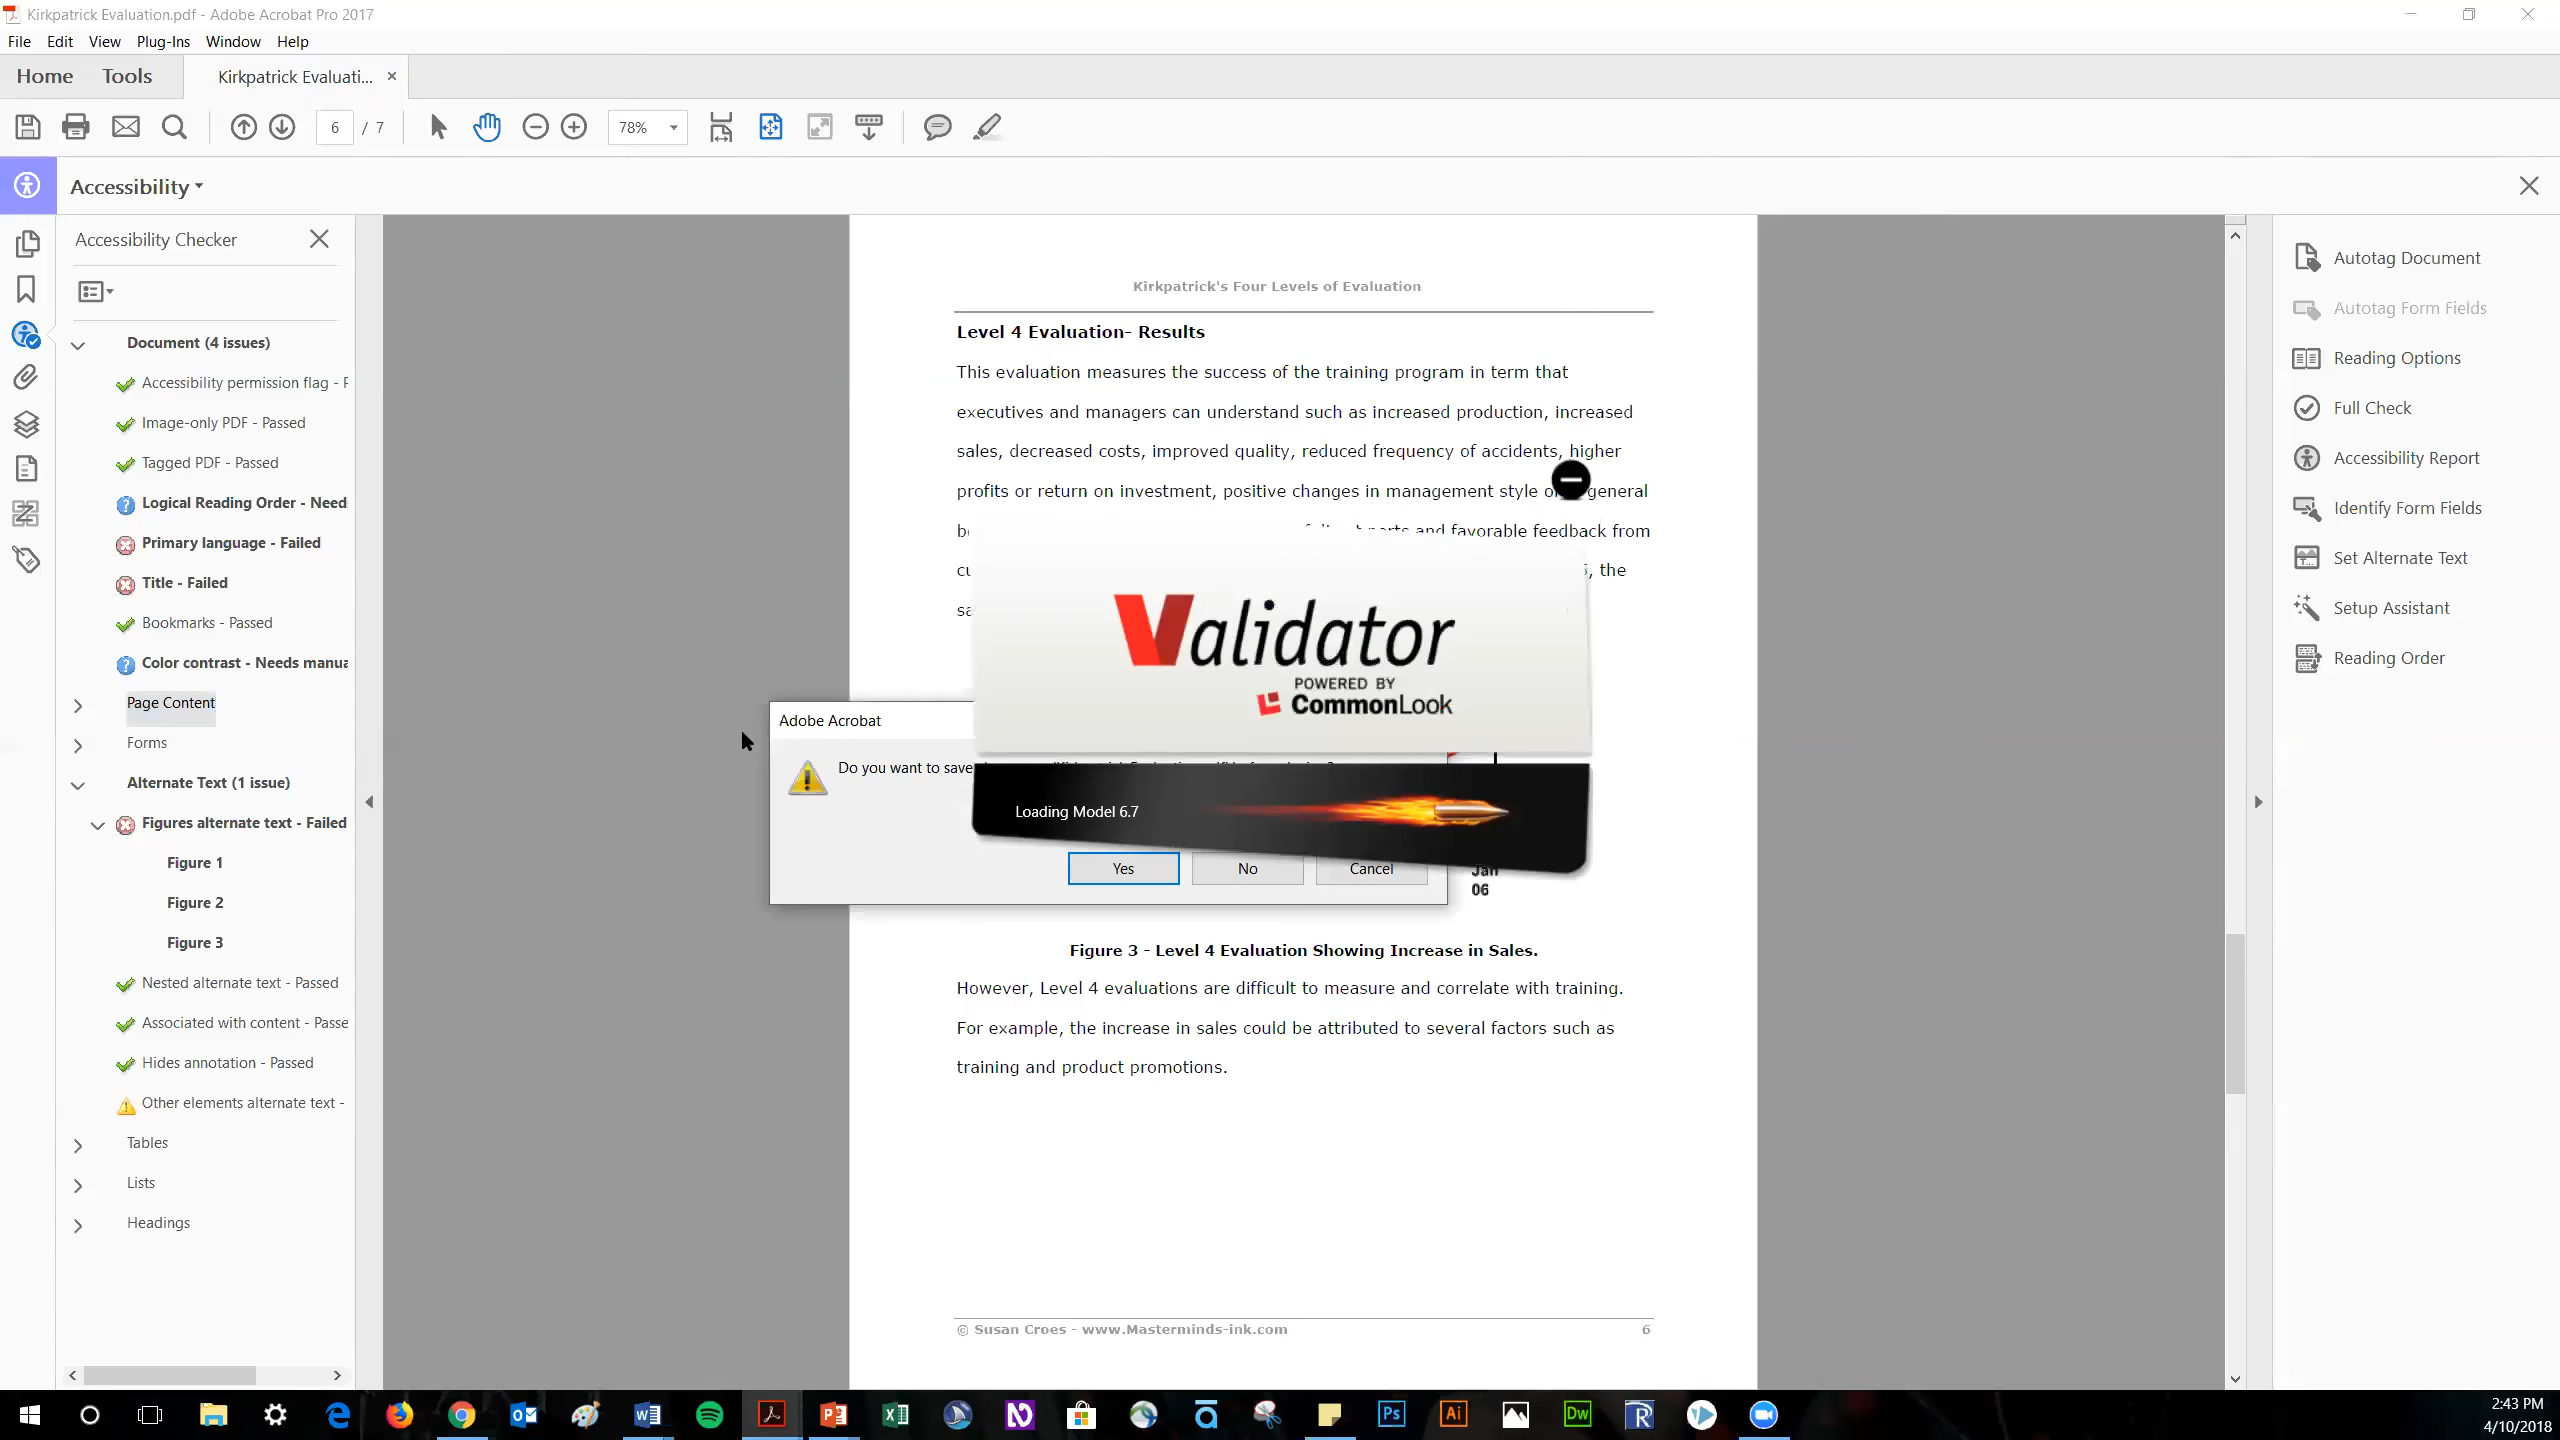 Kirkpatrick Evaluation.pdf - Adobe Acrobat Pro 2017
File Edit View Plug-Ins Window Help
Home Tools Kirkpatrick Evaluati...
6 / 7 78%
Accessibility
Accessibility Checker
Document (4 issues)
Accessibility permission flag - P
Image-only PDF - Passed
Tagged PDF - Passed
Logical Reading Order - Need
Primary language - Failed
Title - Failed
Bookmarks - Passed
Color contrast - Needs manua
Page Content
Forms
Alternate Text (1 issue)
Figures alternate text - Failed
Figure 1
Figure 2
Figure 3
Nested alternate text - Passed
Associated with content - Passe
Hides annotation - Passed
Other elements alternate text -
Tables
Lists
Headings
Kirkpatrick's Four Levels of Evaluation
Level 4 Evaluation- Results
This evaluation measures the success of the training program in term that
executives and managers can understand such as increased production, increased
sales, decreased costs, improved quality, reduced frequency of accidents, higher
profits or return on investment, positive changes in management style general
and favorable feedback from
, the
Validator
POWERED BY
CommonLook
Loading Model 6.7
Adobe Acrobat
Do you want to save
Yes No Cancel
Jan
06
Figure 3 - Level 4 Evaluation Showing Increase in Sales.
However, Level 4 evaluations are difficult to measure and correlate with training.
For example, the increase in sales could be attributed to several factors such as
training and product promotions.
© Susan Croes - www.Masterminds-ink.com 6
Autotag Document
Autotag Form Fields
Reading Options
Full Check
Accessibility Report
Identify Form Fields
Set Alternate Text
Setup Assistant
Reading Order
2:43 PM
4/10/2018